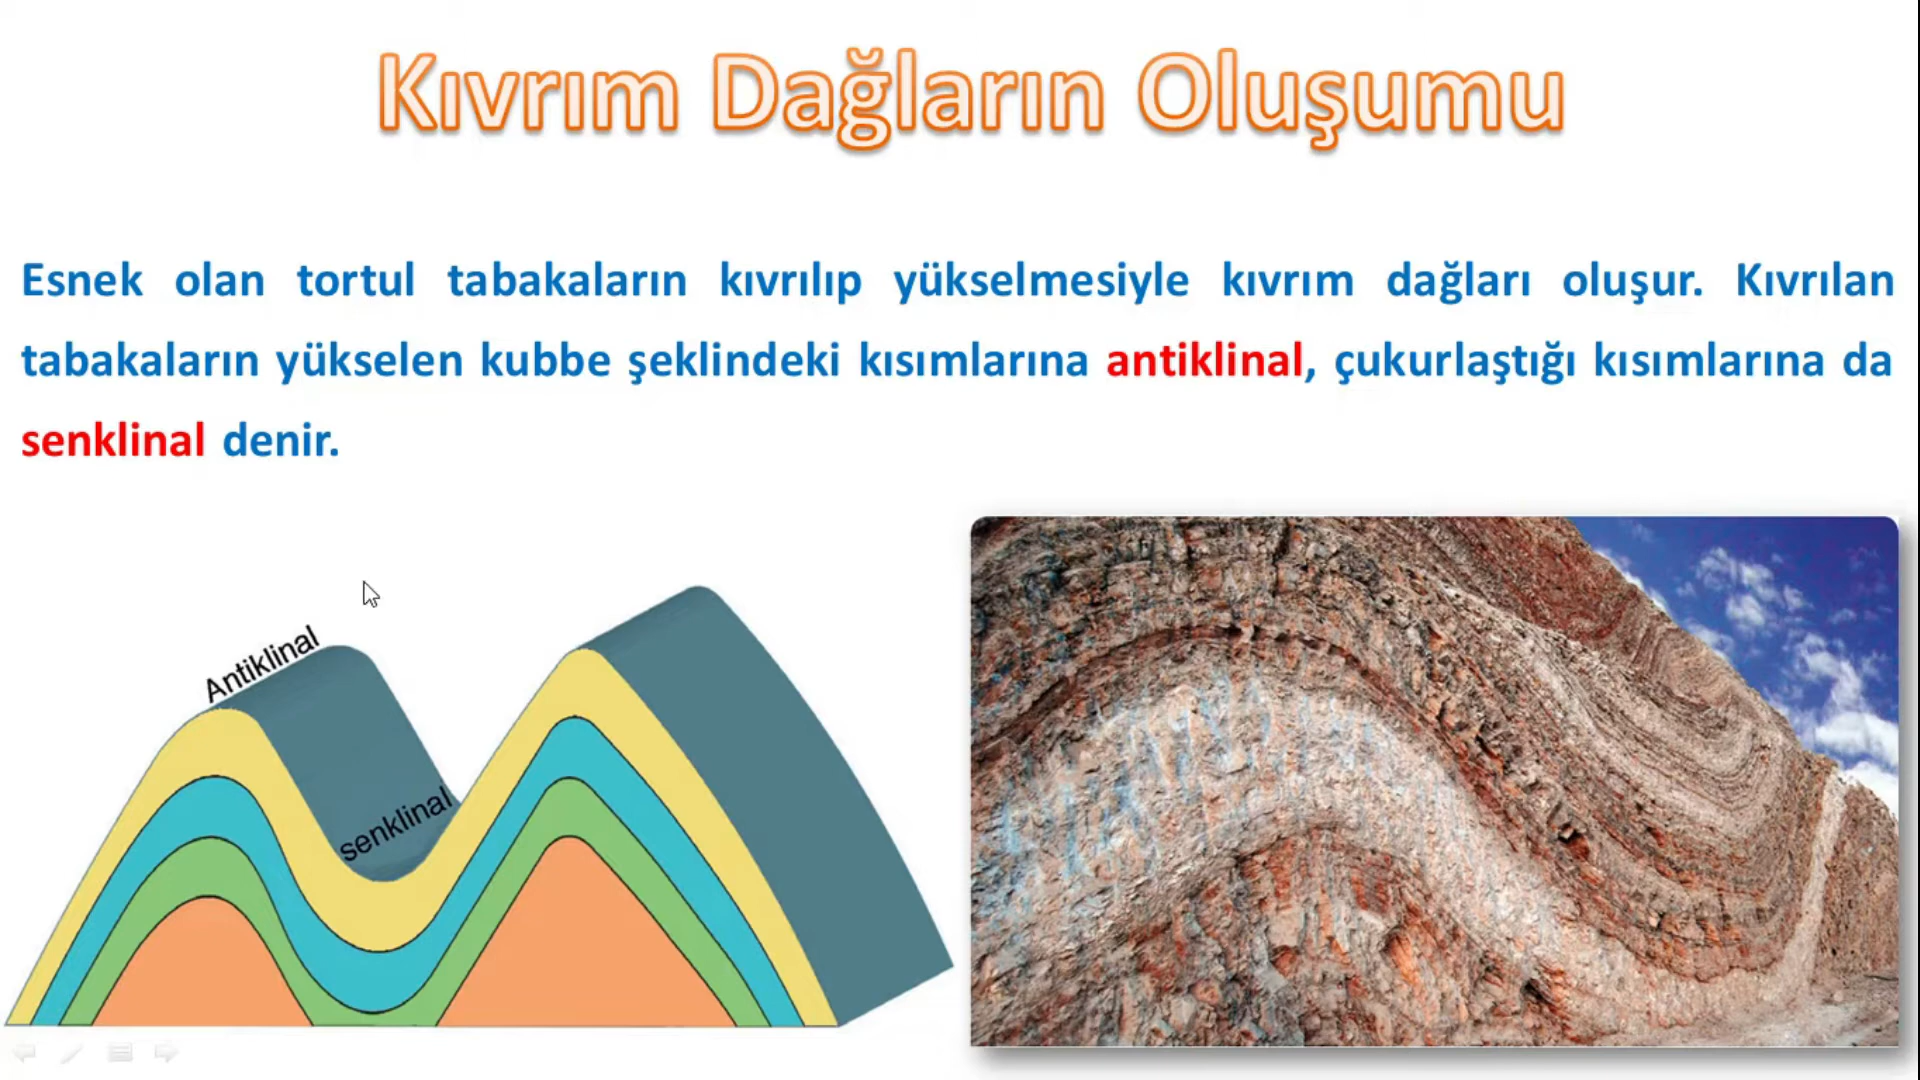 Kıvrım Dağların Oluşumu
Esnek olan tortul tabakaların kıvrılıp yükselmesiyle kıvrım dağları oluşur. Kıvrılan
tabakaların yükselen kubbe şeklindeki kısımlarına antiklinal, çukurlaştığı kısımlarına da
senklinal denir.
Antiklinal
senklinal